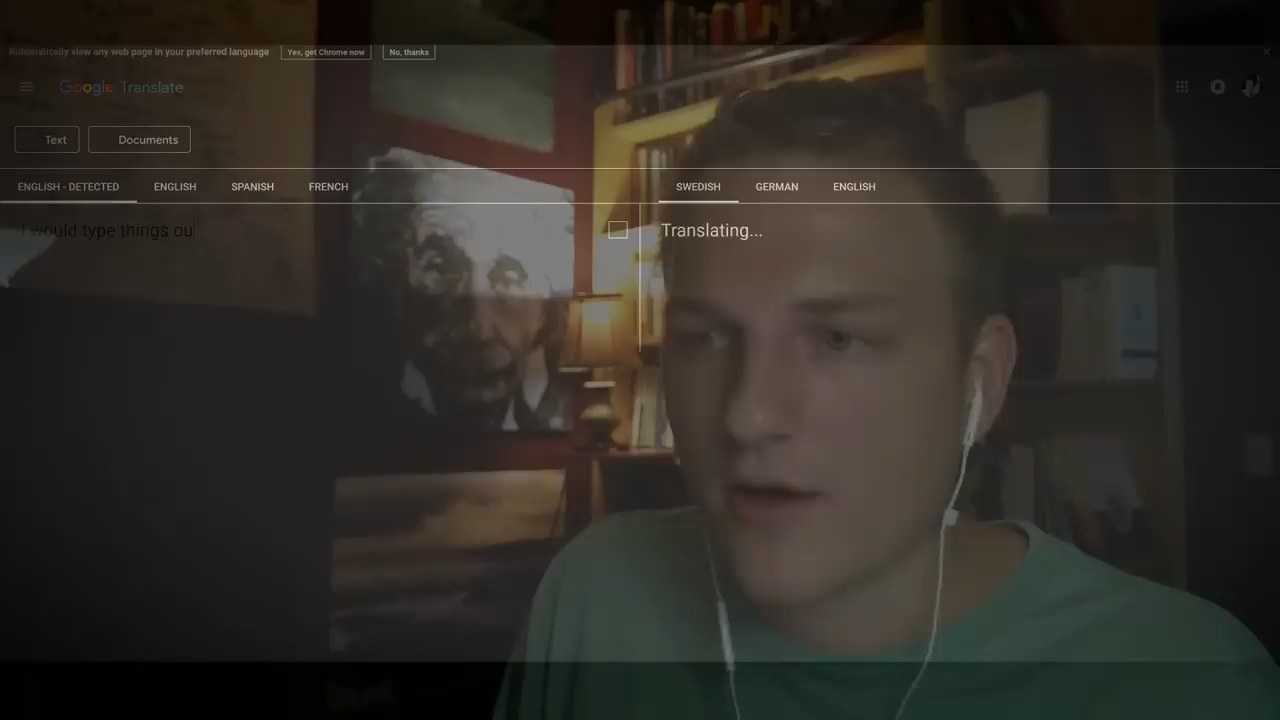 Automatically view any web page in your preferred language Yes, get Chrome now No, thanks
Google Translate
Text Documents
ENGLISH - DETECTED ENGLISH SPANISH FRENCH SWEDISH GERMAN ENGLISH
I would type things ou Translating...